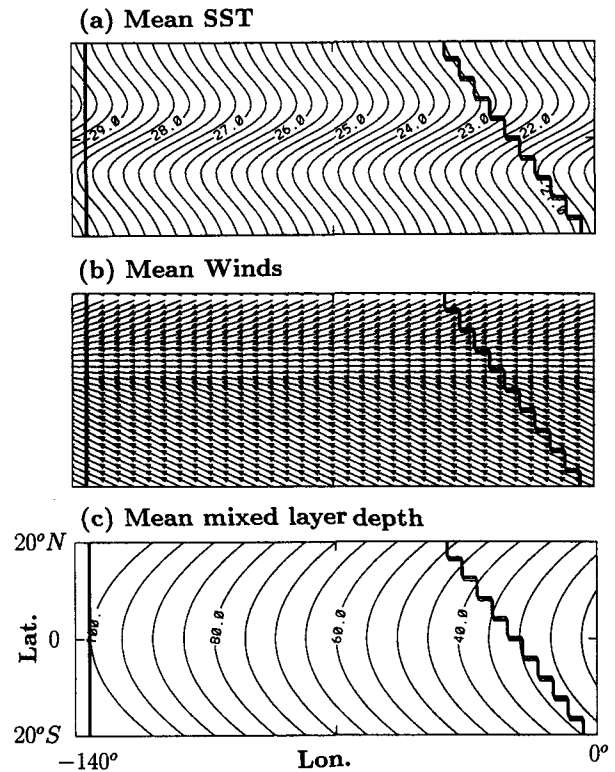 (a) Mean SST
29.0 28.0 27.0 26.0 25.0 24.0 23.0 22.0
(b) Mean Winds
(c) Mean mixed layer depth
20°N
Lat.
0
20°S
80.0 60.0 40.0
-140° Lon. 0°